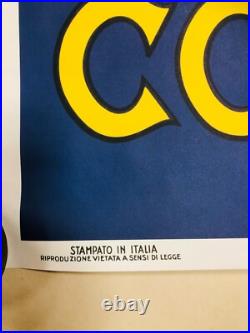 CO
STAMPATO IN ITALIA
RIPRODUZIONE VIETATA A SENSI DI LEGGE